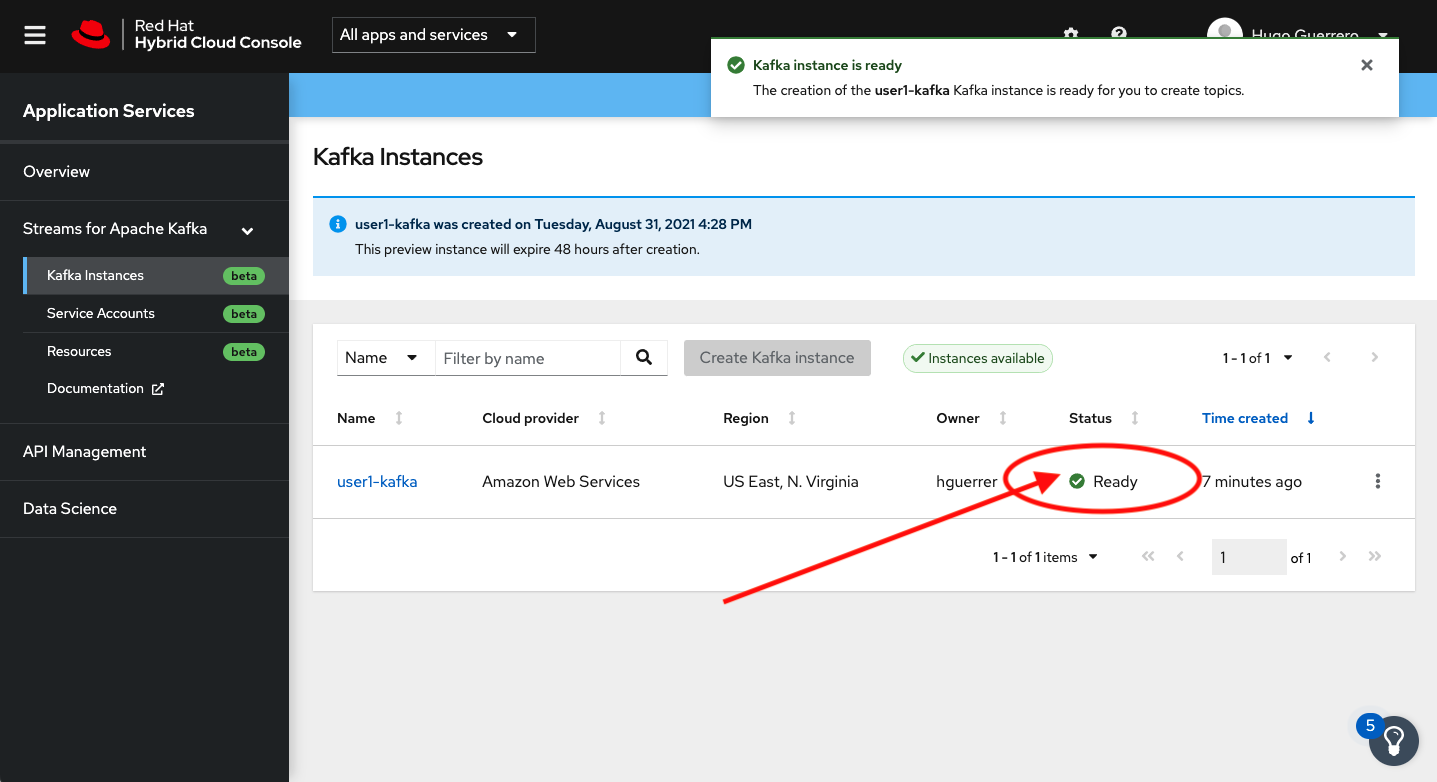 Red Hat
Hybrid Cloud Console
All apps and services
Hugo Guerrero
Kafka instance is ready
The creation of the user1-kafka Kafka instance is ready for you to create topics.
Application Services
Overview
Streams for Apache Kafka
Kafka Instances beta
Service Accounts beta
Resources beta
Documentation
API Management
Data Science
Kafka Instances
user1-kafka was created on Tuesday, August 31, 2021 4:28 PM
This preview instance will expire 48 hours after creation.
Name Filter by name Create Kafka instance Instances available 1 - 1 of 1
Name Cloud provider Region Owner Status Time created
user1-kafka Amazon Web Services US East, N. Virginia hguerrer Ready 7 minutes ago
1 - 1 of 1 items 1 of 1
5